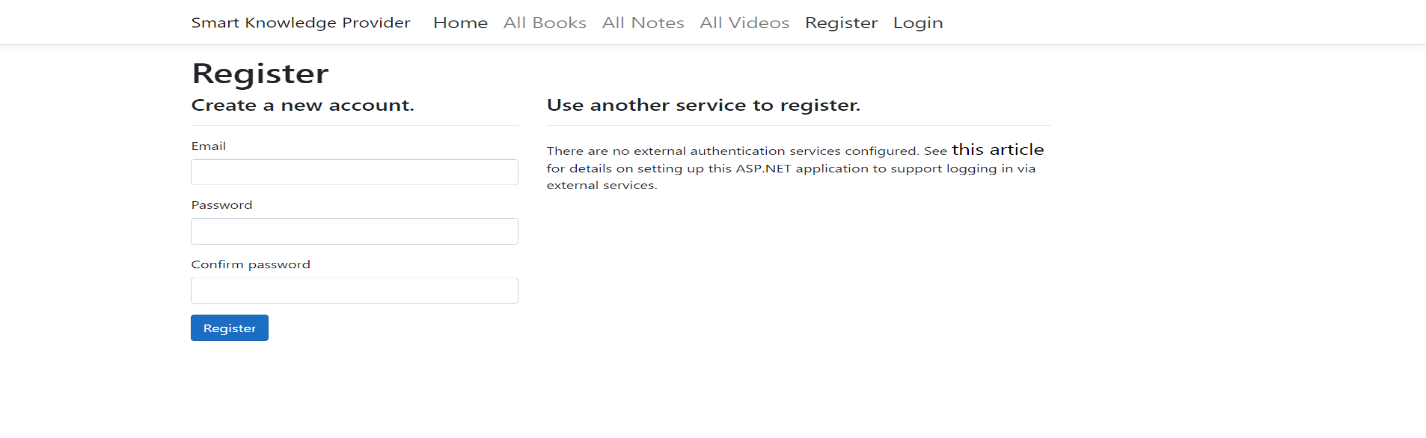 Smart Knowledge Provider Home All Books All Notes All Videos Register Login
Register
Create a new account.
Email
Password
Confirm password
Register
Use another service to register.
There are no external authentication services configured. See this article
for details on setting up this ASP.NET application to support logging in via
external services.